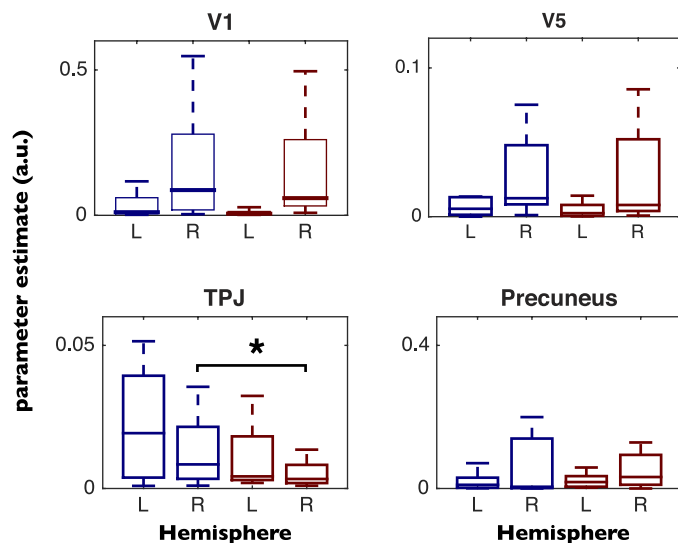 V1
V5
0.5
0
L R L R
0.1
0
L R L R
parameter estimate (a.u.)
TPJ
Precuneus
0.05
*
0
L R L R
0.4
0
L R L R
Hemisphere
Hemisphere